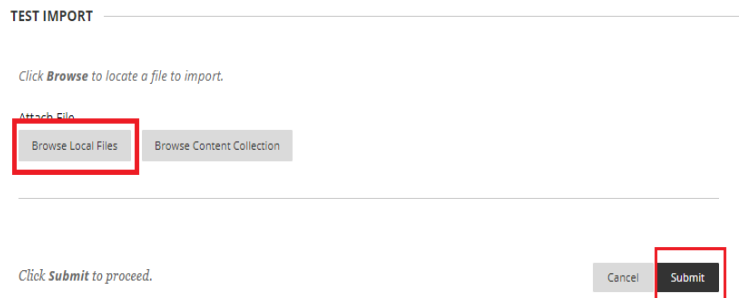 TEST IMPORT
Click Browse to locate a file to import.
Attach File
Browse Local Files Browse Content Collection
Click Submit to proceed.
Cancel Submit